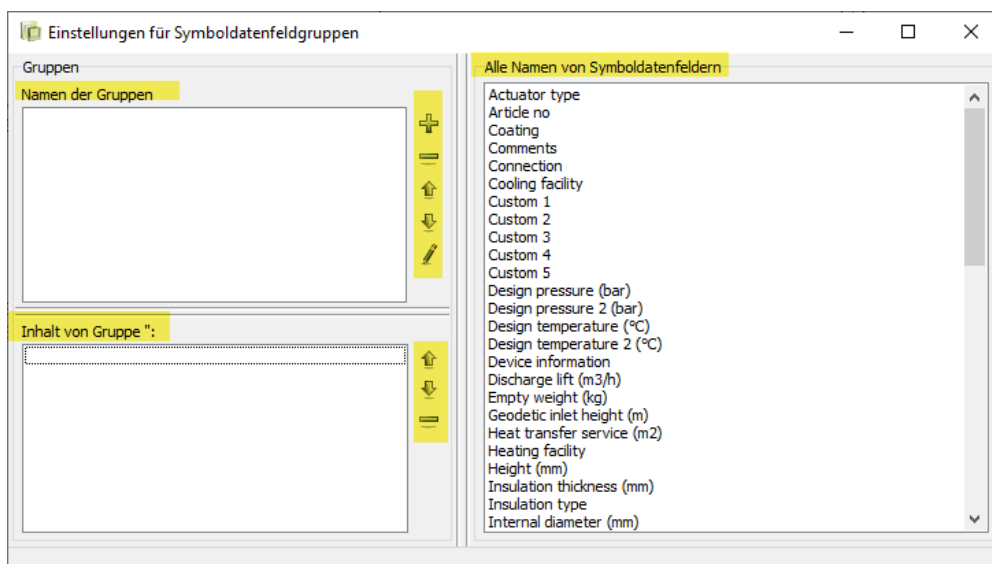 Einstellungen für Symboldatenfeldgruppen
Gruppen
Namen der Gruppen
Inhalt von Gruppe '':
Alle Namen von Symboldatenfeldern
Actuator type
Article no
Coating
Comments
Connection
Cooling facility
Custom 1
Custom 2
Custom 3
Custom 4
Custom 5
Design pressure (bar)
Design pressure 2 (bar)
Design temperature (°C)
Design temperature 2 (°C)
Device information
Discharge lift (m3/h)
Empty weight (kg)
Geodetic inlet height (m)
Heat transfer service (m2)
Heating facility
Height (mm)
Insulation thickness (mm)
Insulation type
Internal diameter (mm)